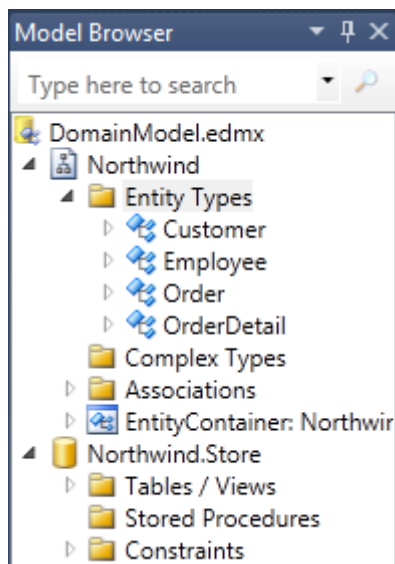 Model Browser
Type here to search
DomainModel.edmx
Northwind
Entity Types
Customer
Employee
Order
OrderDetail
Complex Types
Associations
EntityContainer: Northwir
Northwind.Store
Tables / Views
Stored Procedures
Constraints